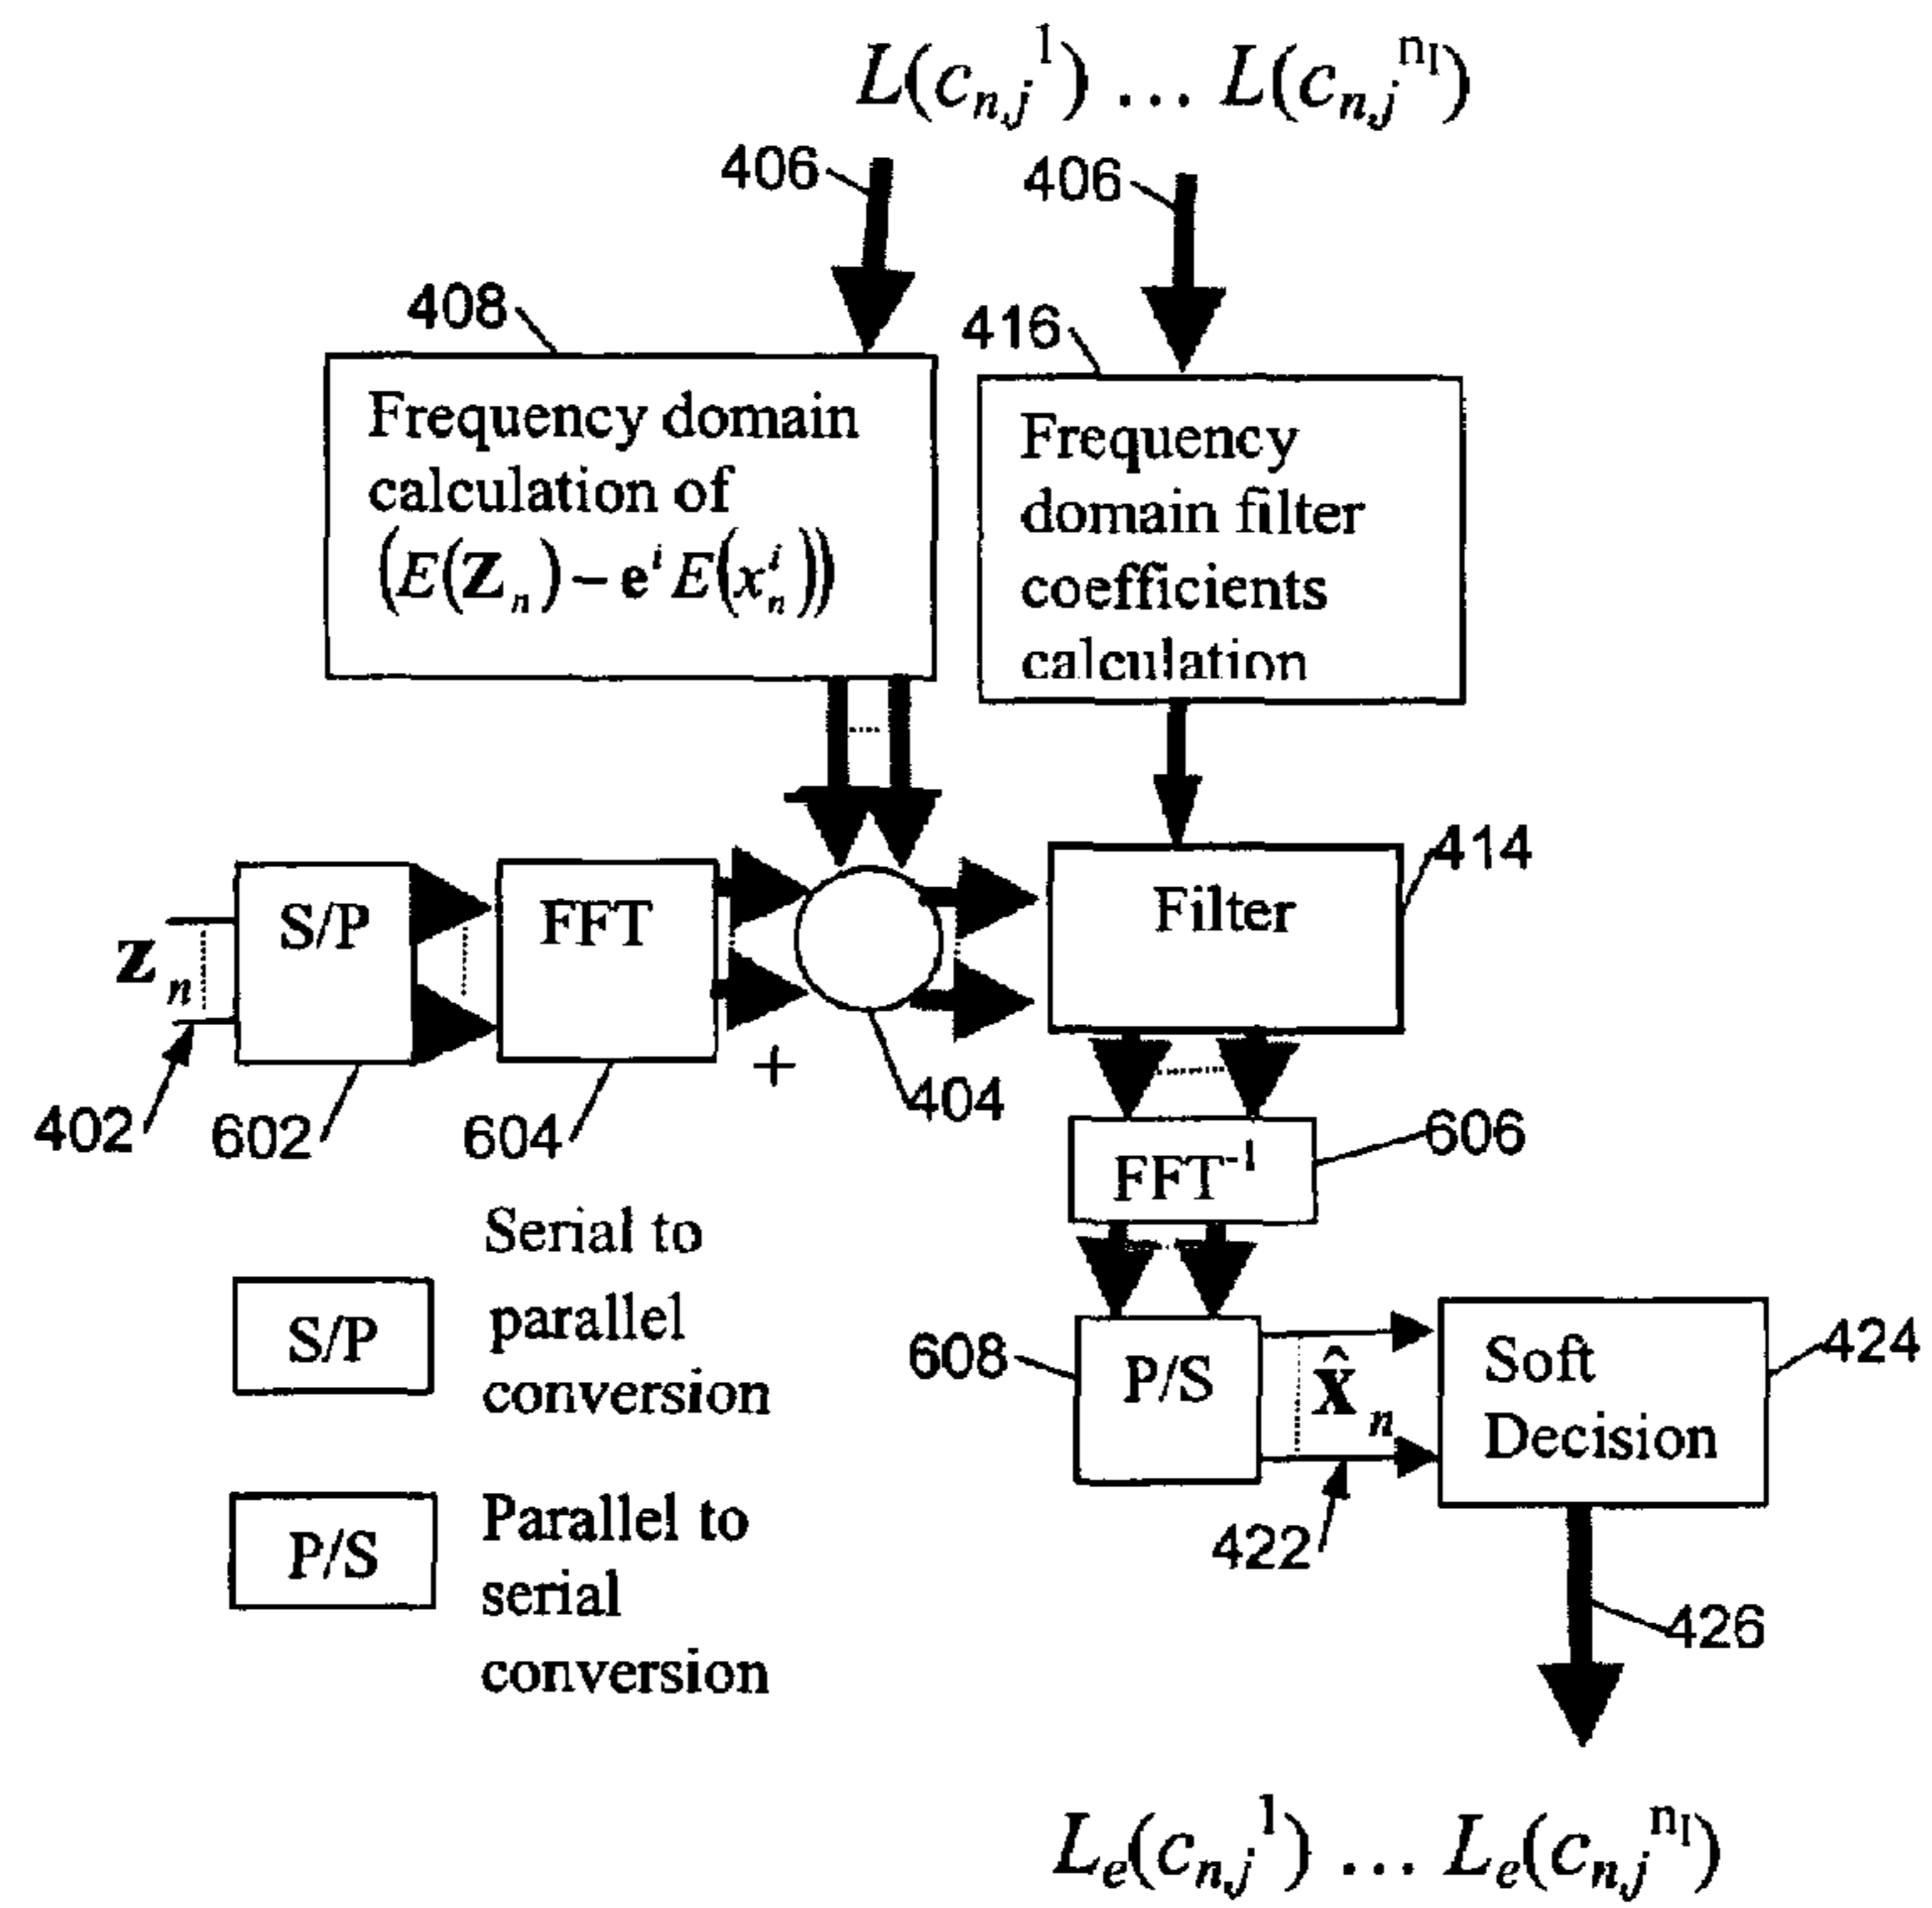 L(c_{n,j}^1) ... L(c_{n,j}^{n_I})
406
406
408
416
Frequency domain
calculation of
(E(Z_n) – e^i E(x_n^i))
Frequency
domain filter
coefficients
calculation
414
S/P
FFT
Filter
z_n
+
404
402
602
604
606
FFT^{-1}
Serial to
parallel
conversion
S/P
608
P/S
x̂_n
Soft
Decision
424
422
Parallel to
serial
conversion
P/S
426
L_e(c_{n,j}^1) ... L_e(c_{n,j}^{n_I})